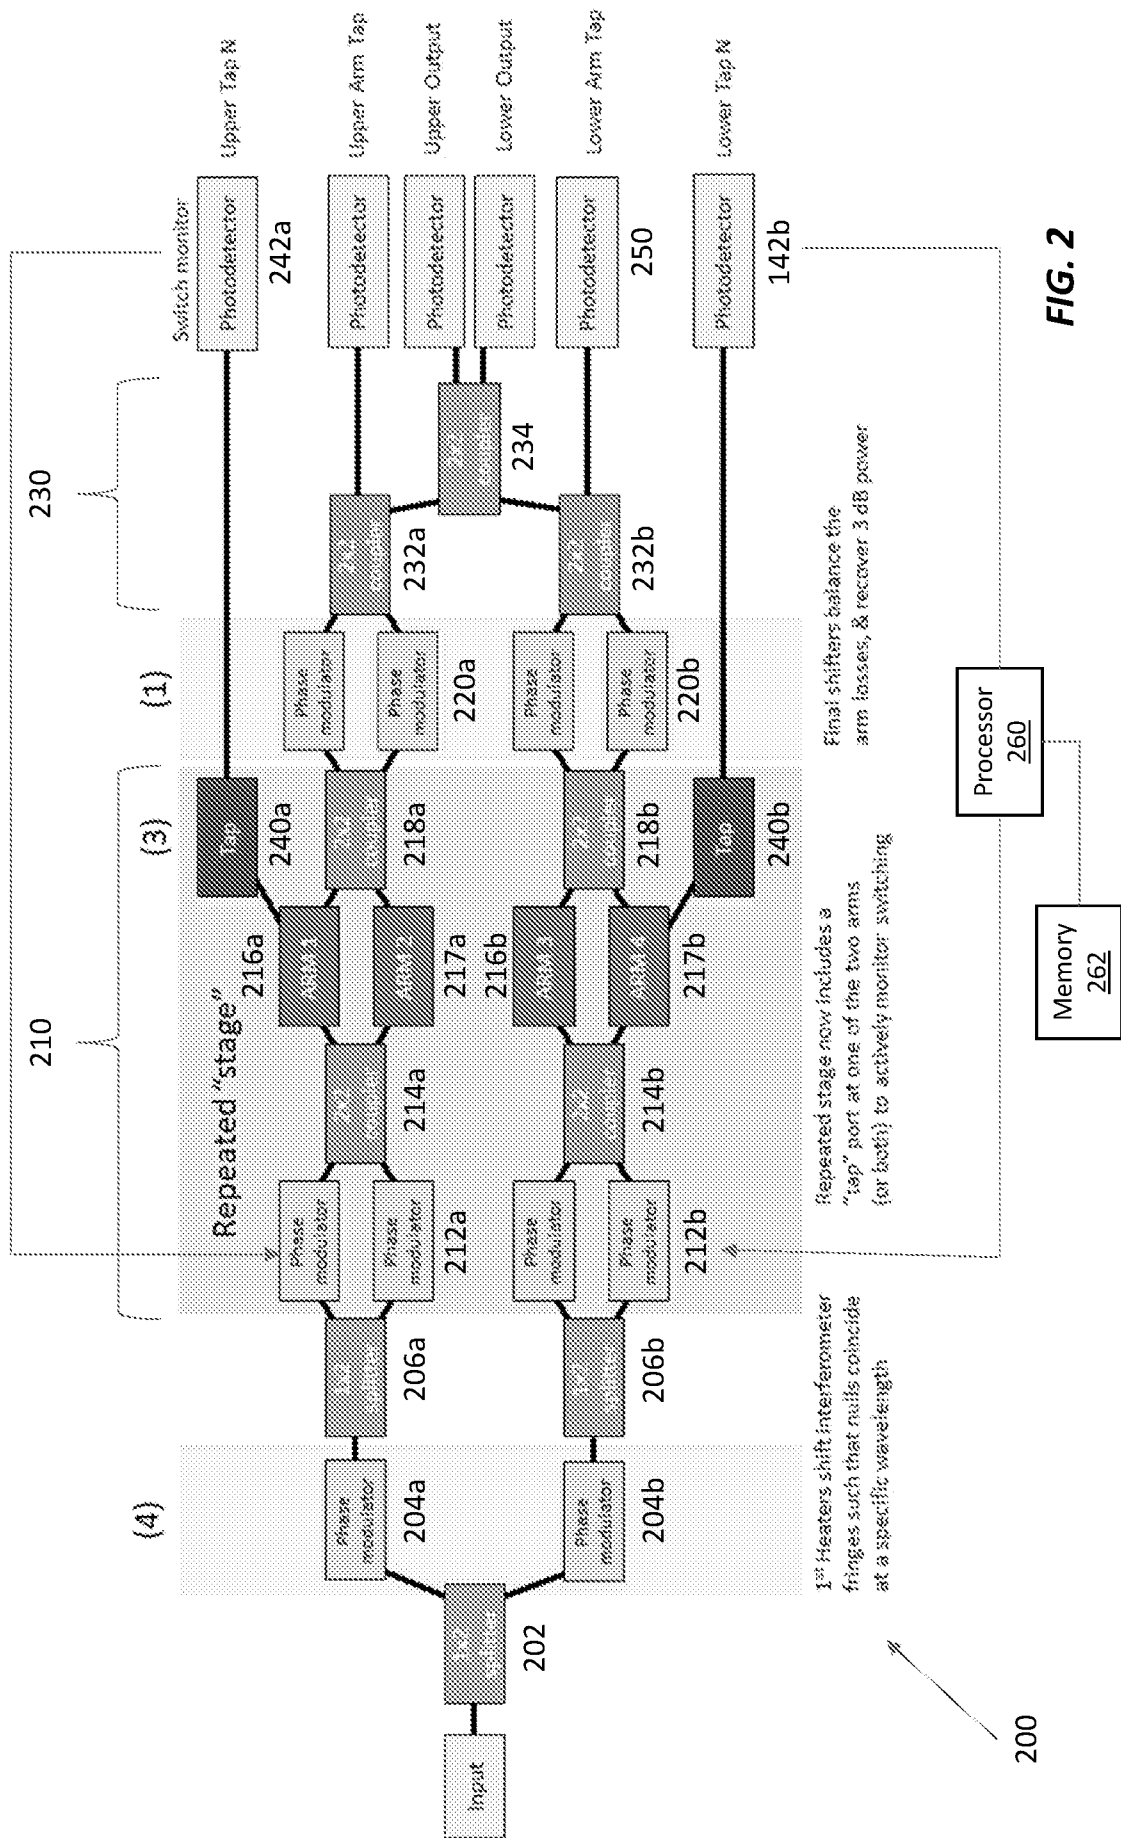 210
230
Switch monitor
(4)
(3)
(1)
Repeated “stage”
Tap
240a
Photodetector
242a
Upper Tap N
Phase
modulator
216a
ARM 1
Phase
modulator
Phase
modulator
204a
206a
Phase
modulator
212a
214a
ARM 2
217a
218a
Phase
modulator
220a
232a
Photodetector
Upper Arm Tap
Photodetector
Upper Output
Input
202
234
Photodetector
Lower Output
Phase
modulator
204b
206b
Phase
modulator
Phase
modulator
212b
214b
216b
217b
218b
Phase
modulator
Phase
modulator
220b
232b
Photodetector
250
Lower Arm Tap
Tap
240b
Photodetector
142b
Lower Tap N
1st Heaters shift interferometer
fringes such that nulls coincide
at a specific wavelength
Repeated stage now includes a
“tap” port at one of the two arms
(or both) to actively monitor switching
Final shifters balance the
arm losses, & recover 3 dB power
Processor
260
Memory
262
200
FIG. 2